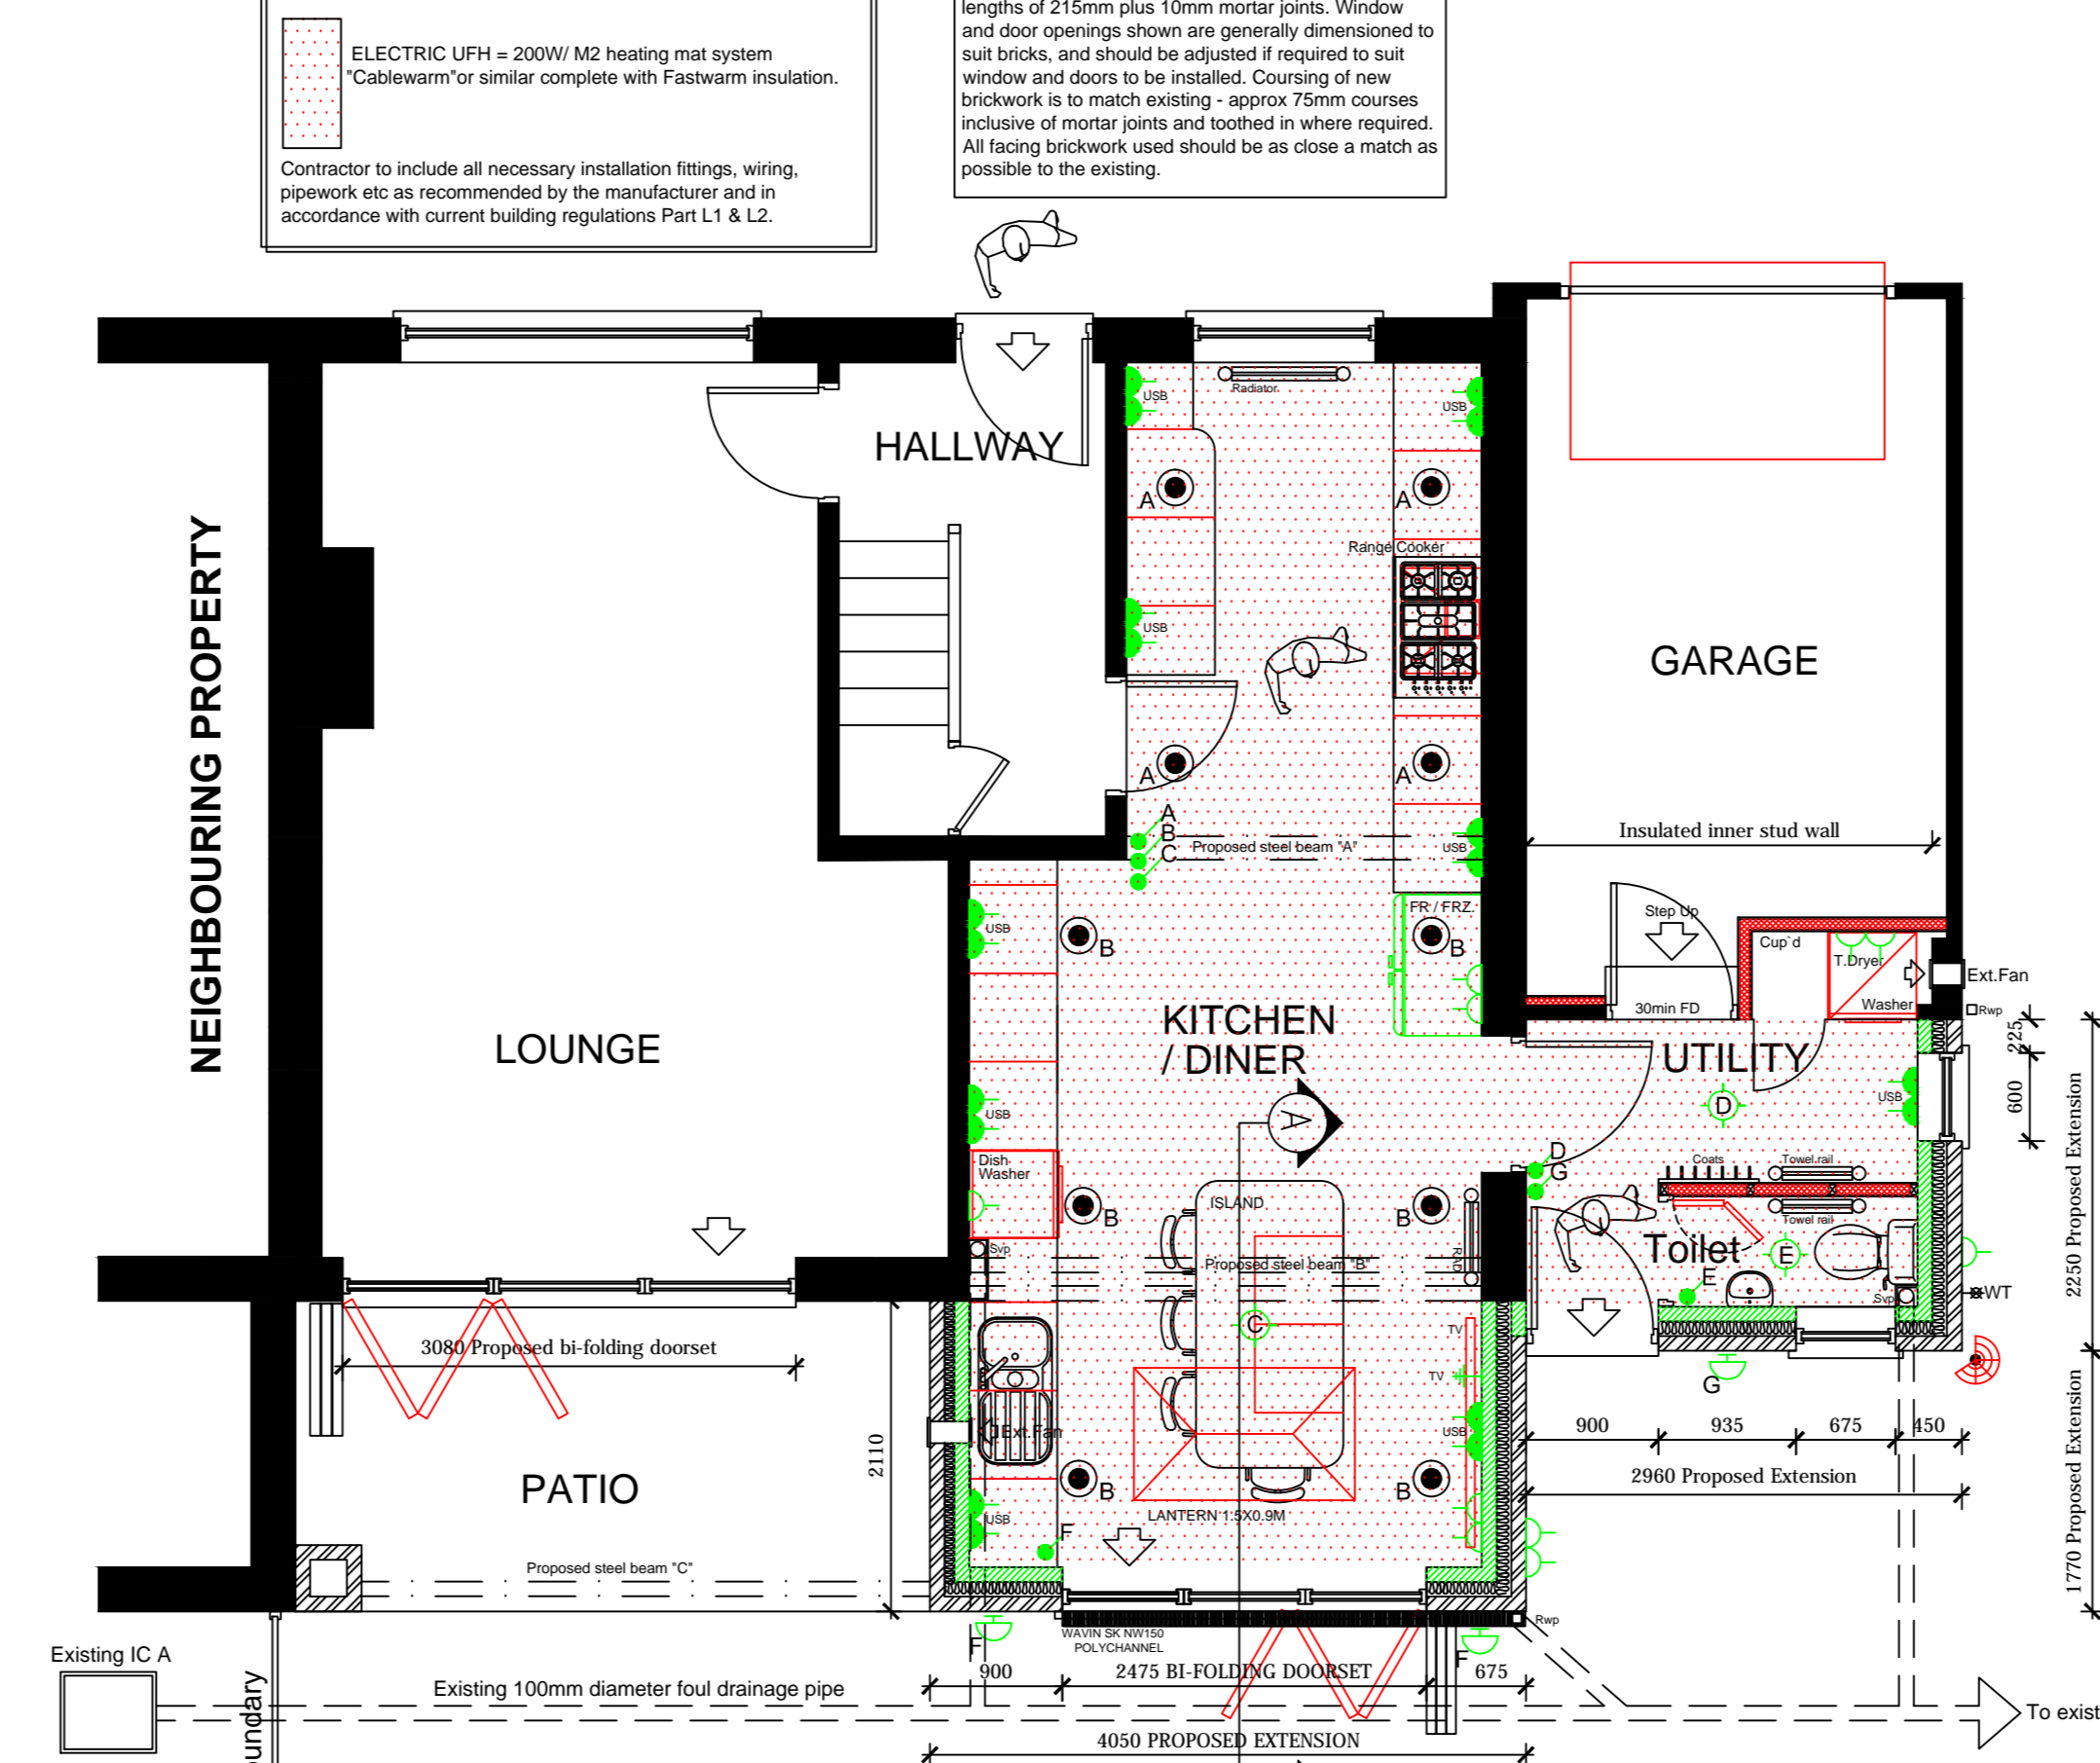 ELECTRIC UFH = 200W/ M2 heating mat system
"Cablewarm"or similar complete with Fastwarm insulation.
Contractor to include all necessary installation fittings, wiring,
pipework etc as recommended by the manufacturer and in
accordance with current building regulations Part L1 & L2.
lengths of 215mm plus 10mm mortar joints. Window
and door openings shown are generally dimensioned to
suit bricks, and should be adjusted if required to suit
window and doors to be installed. Coursing of new
brickwork is to match existing - approx 75mm courses
inclusive of mortar joints and toothed in where required.
All facing brickwork used should be as close a match as
possible to the existing.
Radiator
USB
USB
HALLWAY
A
A
Range Cooker
USB
NEIGHBOURING PROPERTY
GARAGE
A
A
A
B
C
Proposed steel beam "A"
USB
Insulated inner stud wall
FR / FRZ.
Step Up
USB
B
B
Cup`d
T.Dryer
Ext.Fan
Washer
30min FD
Rwp
KITCHEN
/ DINER
LOUNGE
UTILITY
225
600
2250 Proposed Extension
USB
D
USB
A
Dish
Washer
D
G
Coats
Towel rail
ISLAND
B
B
Towel rail
Svp
RAD
Toilet
E
E
Proposed steel beam "B"
Svp
WT
C
TV
3080 Proposed bi-folding doorset
TV
G
Ext.Fan
USB
900
935
675
450
2110
2960 Proposed Extension
1770 Proposed Extension
PATIO
B
B
LANTERN 1.5X0.9M
USB
F
Proposed steel beam "C"
Rwp
WAVIN SK NW150
POLYCHANNEL
F
F
Existing IC A
900
2475 BI-FOLDING DOORSET
675
Existing 100mm diameter foul drainage pipe
oundary
To exist
4050 PROPOSED EXTENSION